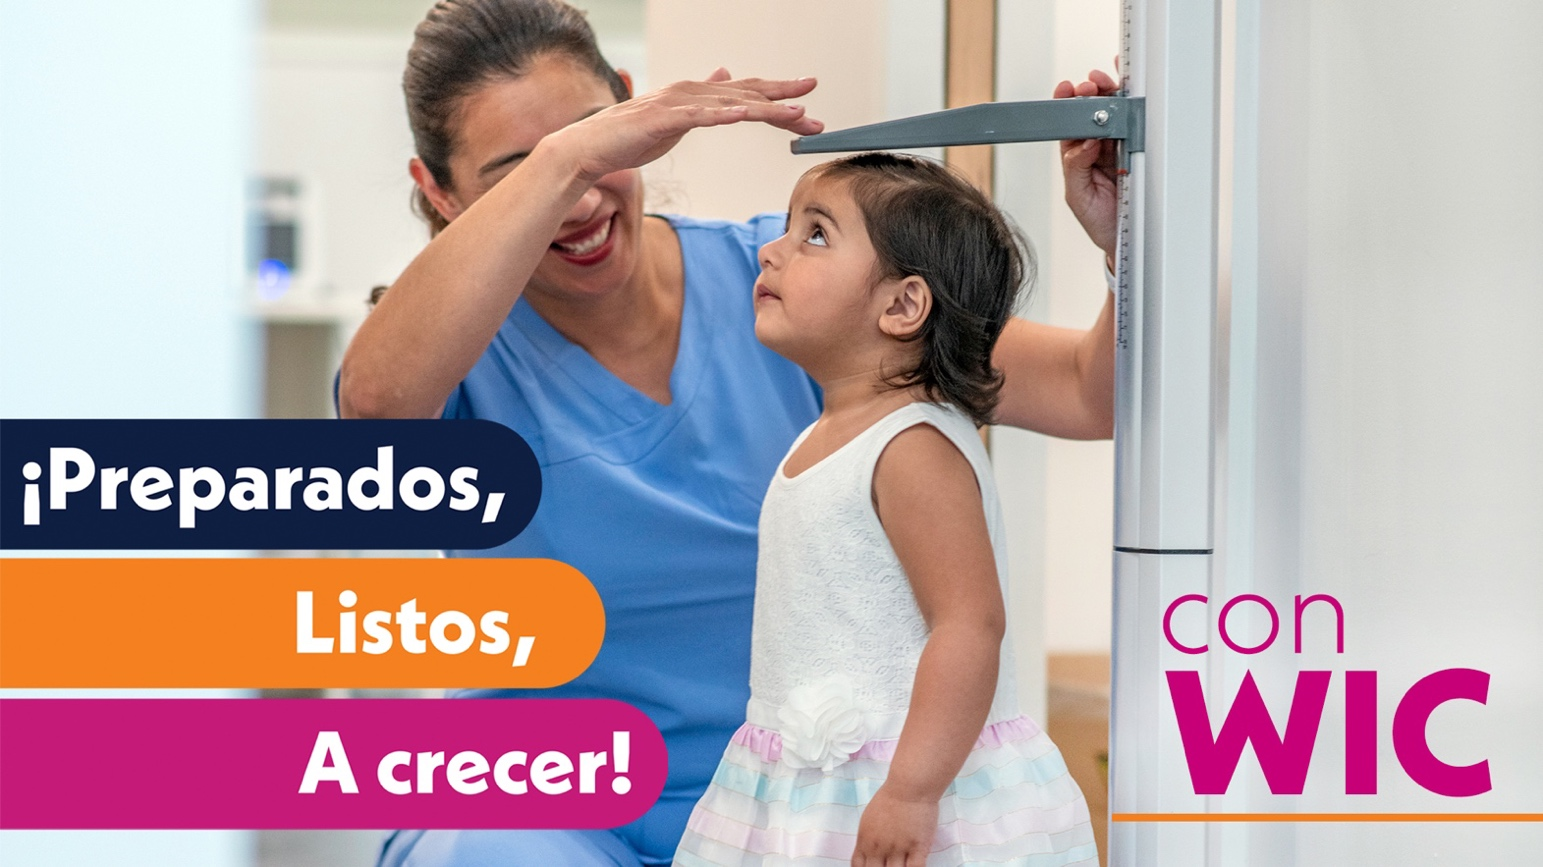 ¡Preparados,
Listos,
A crecer!
con
WIC